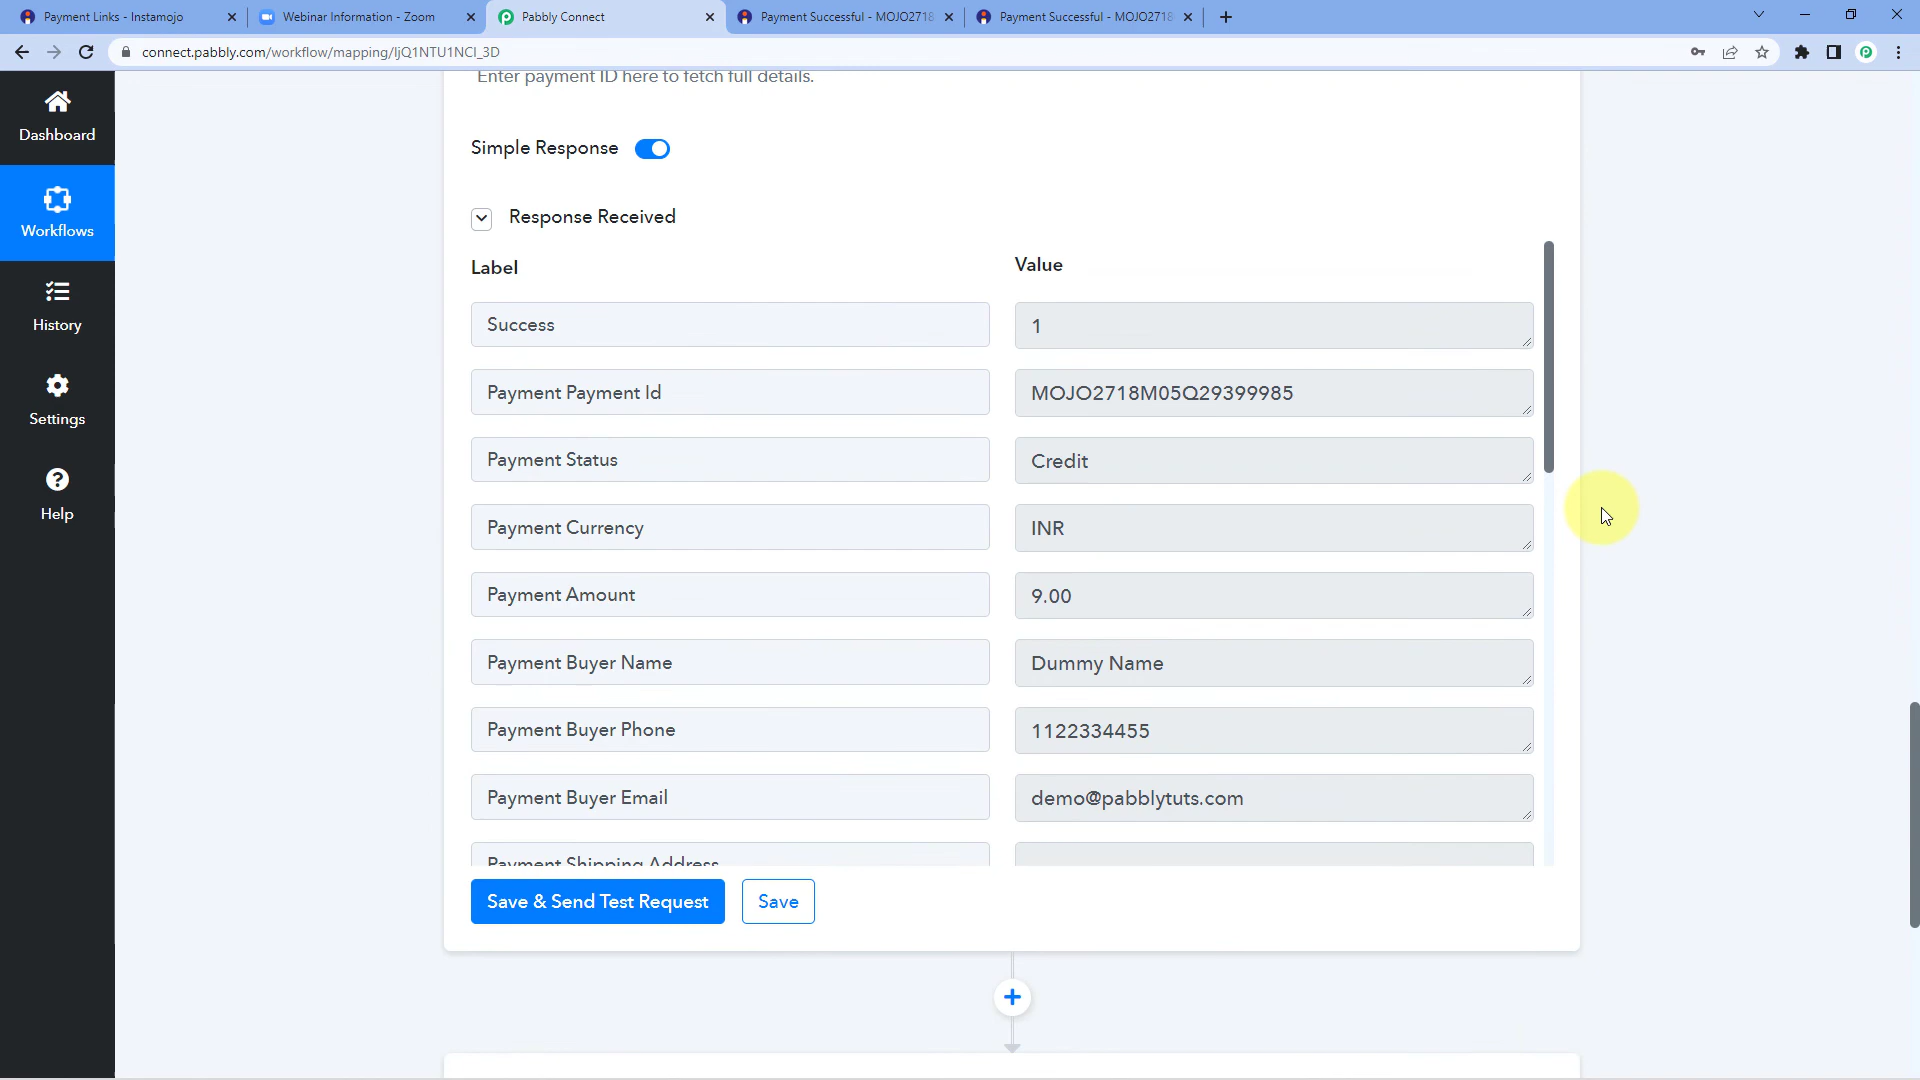 Payment Links - Instamojo
Webinar Information - Zoom
Pabbly Connect
Payment Successful - MOJO2718
Payment Successful - MOJO2718
connect.pabbly.com/workflow/mapping/IjQ1NTU1NCI_3D
Enter payment ID here to fetch full details.
Dashboard
Workflows
History
Settings
Help
Simple Response
Response Received
Label Value
Success 1
Payment Payment Id MOJO2718M05Q29399985
Payment Status Credit
Payment Currency INR
Payment Amount 9.00
Payment Buyer Name Dummy Name
Payment Buyer Phone 1122334455
Payment Buyer Email demo@pabblytuts.com
Payment Shipping Address
Save & Send Test Request Save